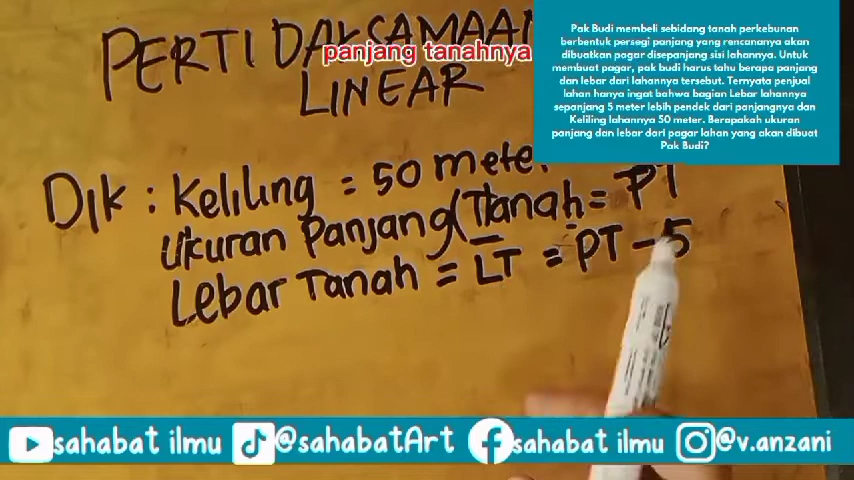 PERTI DAKSAMAAN
LINEAR
panjang tanahnya
Pak Budi membeli sebidang tanah perkebunan
berbentuk persegi panjang yang rencananya akan
dibuatkan pagar disepanjang sisi lahannya. Untuk
membuat pagar, pak budi harus tahu berapa panjang
dan lebar dari lahannya tersebut. Ternyata penjual
lahan hanya ingat bahwa bagian Lebar lahannya
sepanjang 5 meter lebih pendek dari panjangnya dan
Keliling lahannya 50 meter. Berapakah ukuran
panjang dan lebar dari pagar lahan yang akan dibuat
Pak Budi?
Dik : Keliling = 50 mete
Ukuran Panjang (Tanah = PT
Lebar Tanah = LT = PT - 5
sahabat ilmu @sahabatArt sahabat ilmu @v.anzani